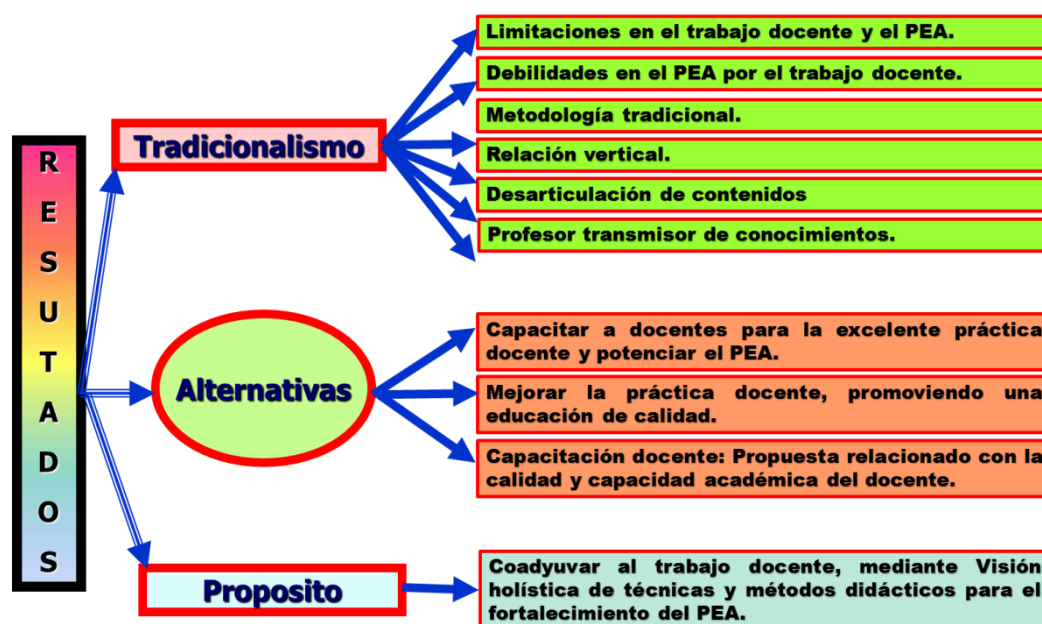 RESUTADOS
Tradicionalismo
Limitaciones en el trabajo docente y el PEA.
Debilidades en el PEA por el trabajo docente.
Metodología tradicional.
Relación vertical.
Desarticulación de contenidos
Profesor transmisor de conocimientos.
Alternativas
Capacitar a docentes para la excelente práctica
docente y potenciar el PEA.
Mejorar la práctica docente, promoviendo una
educación de calidad.
Capacitación docente: Propuesta relacionado con la
calidad y capacidad académica del docente.
Proposito
Coadyuvar al trabajo docente, mediante Visión
holística de técnicas y métodos didácticos para el
fortalecimiento del PEA.